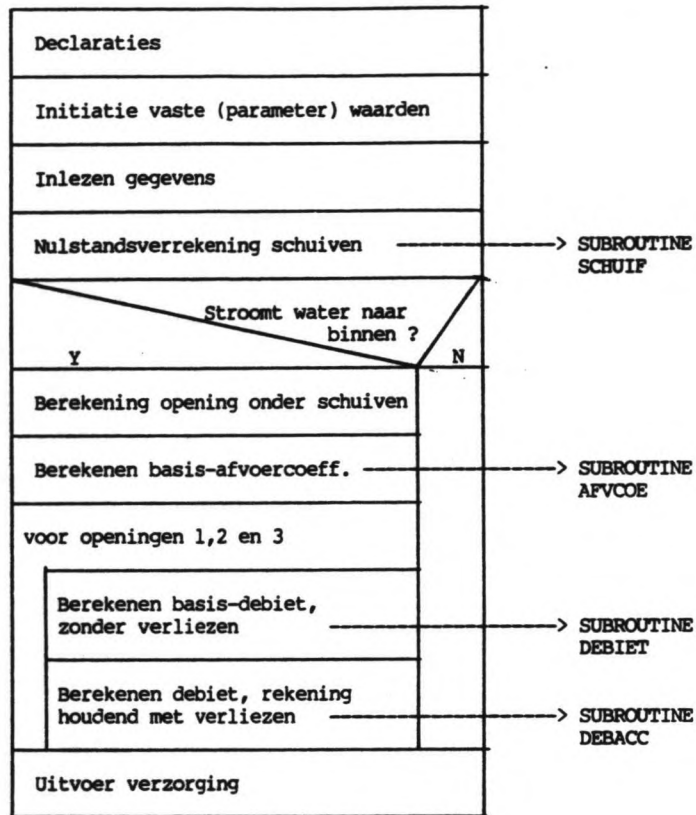 Declaraties
Initiatie vaste (parameter) waarden
Inlezen gegevens
Nulstandsverrekening schuiven -----------> SUBROUTINE
SCHUIF
Stroomt water naar
binnen ?
Y N
Berekening opening onder schuiven
Berekenen basis-afvoercoeff. -----------> SUBROUTINE
AFVCOE
voor openingen 1,2 en 3
Berekenen basis-debiet,
zonder verliezen -----------> SUBROUTINE
DEBIET
Berekenen debiet, rekening
houdend met verliezen -----------> SUBROUTINE
DEBACC
Uitvoer verzorging